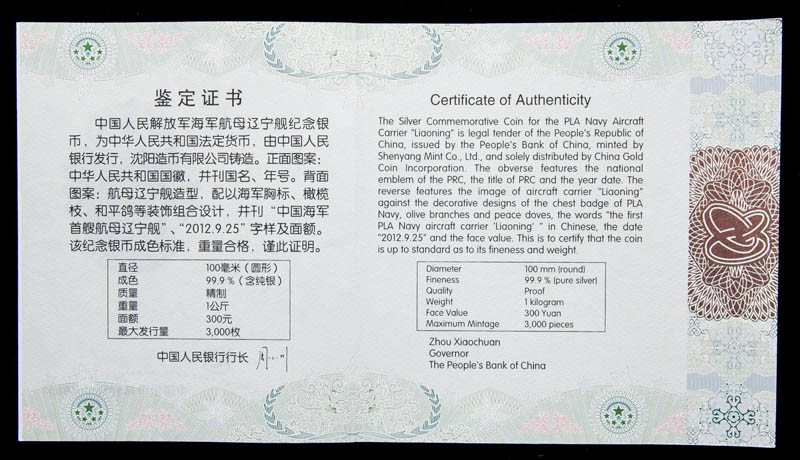 鉴定证书
中国人民解放军海军航母辽宁舰纪念银
币，为中华人民共和国法定货币，由中国人民
银行发行，沈阳造币有限公司铸造。正面图案：
中华人民共和国国徽，并刊国名、年号。背面
图案：航母辽宁舰造型，配以海军胸标、橄榄
枝、和平鸽等装饰组合设计，并刊“中国海军
首艘航母辽宁舰”、“2012.9.25”字样及面额。
该纪念银币成色标准，重量合格，谨此证明。
直径 100毫米（圆形）
成色 99.9%（含纯银）
质量 精制
重量 1公斤
面额 300元
最大发行量 3,000枚
中国人民银行行长
Certificate of Authenticity
The Silver Commemorative Coin for the PLA Navy Aircraft
Carrier "Liaoning" is legal tender of the People's Republic of
China, issued by the People's Bank of China, minted by
Shenyang Mint Co., Ltd., and solely distributed by China Gold
Coin Incorporation. The obverse features the national
emblem of the PRC, the title of PRC and the year date. The
reverse features the image of aircraft carrier "Liaoning"
against the decorative designs of the chest badge of PLA
Navy, olive branches and peace doves, the words "the first
PLA Navy aircraft carrier 'Liaoning' " in Chinese, the date
"2012.9.25" and the face value. This is to certify that the coin
is up to standard as to its fineness and weight.
Diameter 100 mm (round)
Fineness 99.9 % (pure silver)
Quality Proof
Weight 1 kilogram
Face Value 300 Yuan
Maximum Mintage 3,000 pieces
Zhou Xiaochuan
Governor
The People's Bank of China